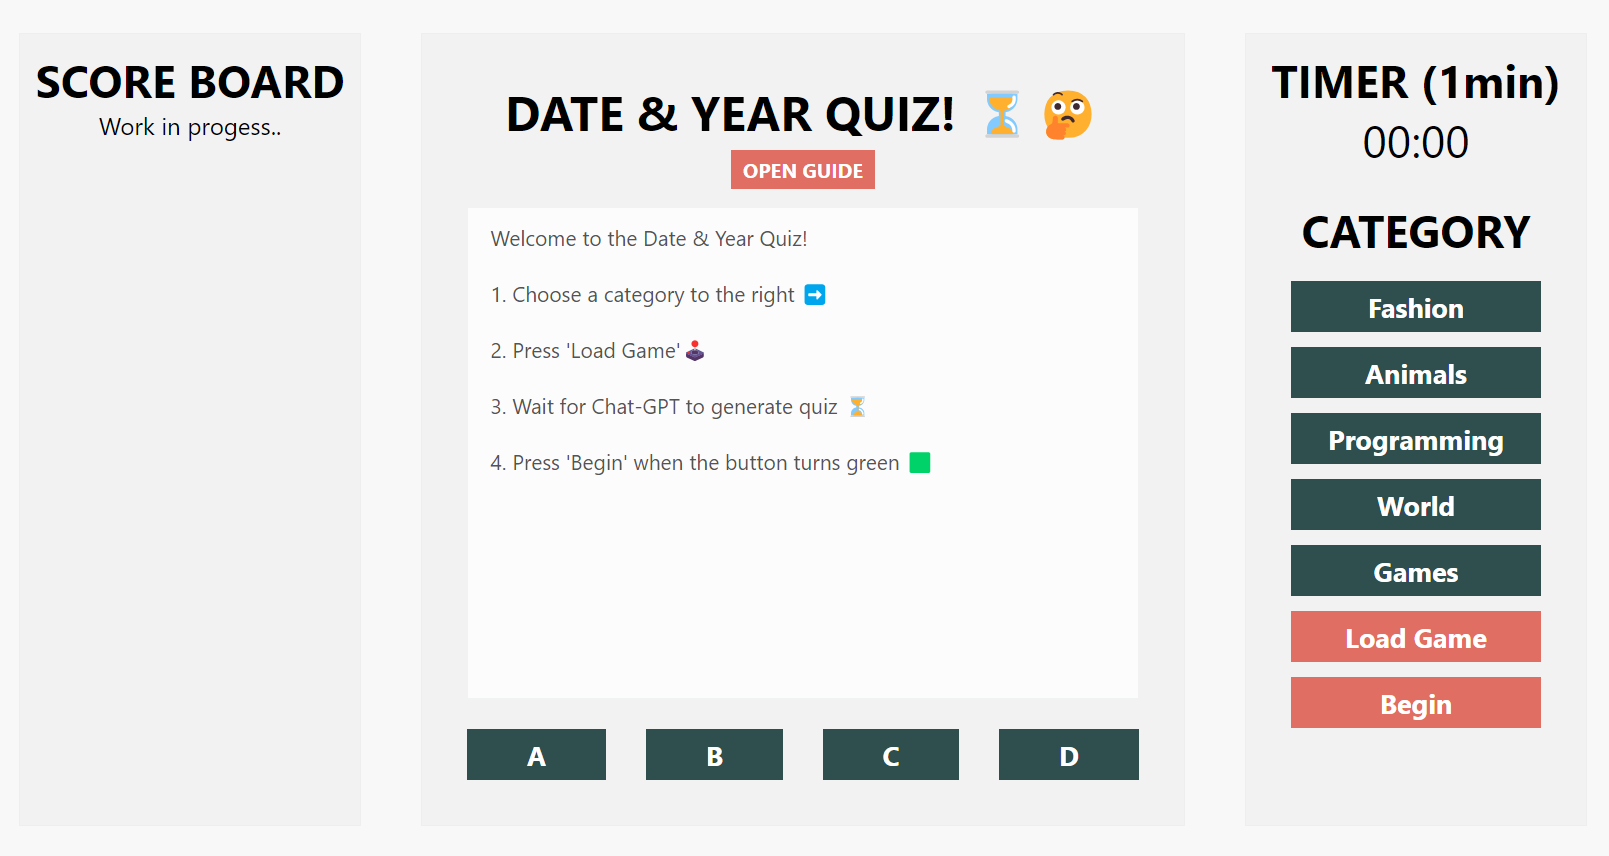 SCORE BOARD
Work in progess..
DATE & YEAR QUIZ! ⏳ 🤔
OPEN GUIDE
Welcome to the Date & Year Quiz!
1. Choose a category to the right ➡️
2. Press 'Load Game' 🕹️
3. Wait for Chat-GPT to generate quiz ⏳
4. Press 'Begin' when the button turns green 🟩
A
B
C
D
TIMER (1min)
00:00
CATEGORY
Fashion
Animals
Programming
World
Games
Load Game
Begin